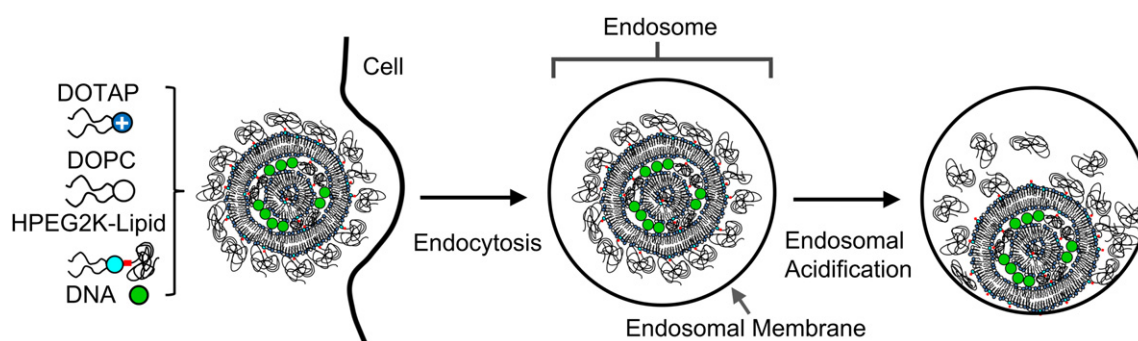 DOTAP
+
DOPC
HPEG2K-Lipid
DNA
Cell
Endocytosis
Endosome
Endosomal Membrane
Endosomal
Acidification